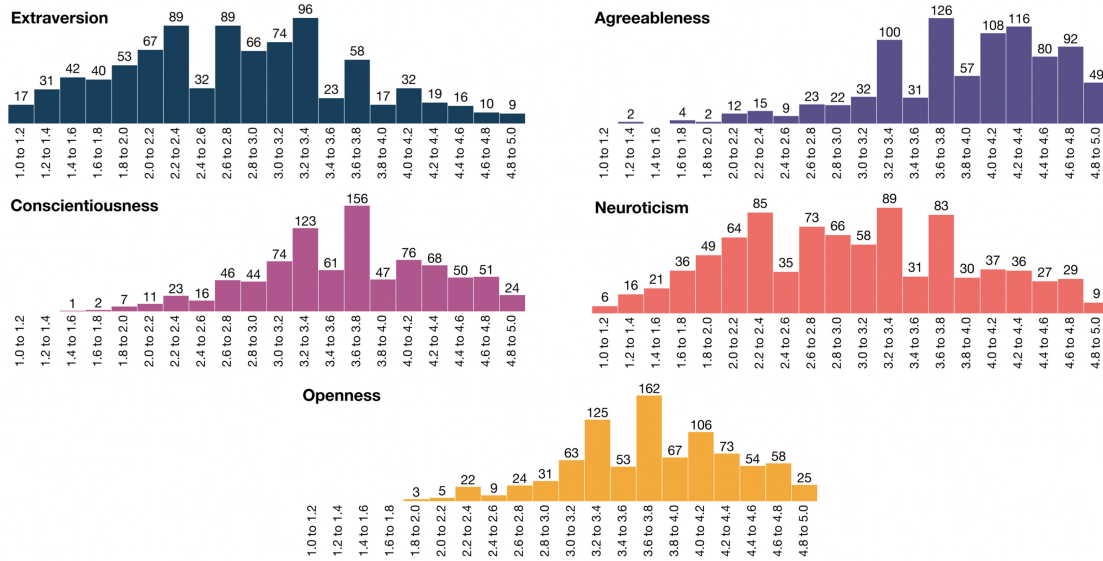 Extraversion
17 31 42 40 53 67 89 32 89 66 74 96 23 58 17 32 19 16 10 9
1.0 to 1.2
1.2 to 1.4
1.4 to 1.6
1.6 to 1.8
1.8 to 2.0
2.0 to 2.2
2.2 to 2.4
2.4 to 2.6
2.6 to 2.8
2.8 to 3.0
3.0 to 3.2
3.2 to 3.4
3.4 to 3.6
3.6 to 3.8
3.8 to 4.0
4.0 to 4.2
4.2 to 4.4
4.4 to 4.6
4.6 to 4.8
4.8 to 5.0
Agreeableness
2 4 2 12 15 9 23 22 32 100 31 126 57 108 116 80 92 49
1.0 to 1.2
1.2 to 1.4
1.4 to 1.6
1.6 to 1.8
1.8 to 2.0
2.0 to 2.2
2.2 to 2.4
2.4 to 2.6
2.6 to 2.8
2.8 to 3.0
3.0 to 3.2
3.2 to 3.4
3.4 to 3.6
3.6 to 3.8
3.8 to 4.0
4.0 to 4.2
4.2 to 4.4
4.4 to 4.6
4.6 to 4.8
4.8 to 5.0
Conscientiousness
1 2 7 11 23 16 46 44 74 123 61 156 47 76 68 50 51 24
1.0 to 1.2
1.2 to 1.4
1.4 to 1.6
1.6 to 1.8
1.8 to 2.0
2.0 to 2.2
2.2 to 2.4
2.4 to 2.6
2.6 to 2.8
2.8 to 3.0
3.0 to 3.2
3.2 to 3.4
3.4 to 3.6
3.6 to 3.8
3.8 to 4.0
4.0 to 4.2
4.2 to 4.4
4.4 to 4.6
4.6 to 4.8
4.8 to 5.0
Neuroticism
6 16 21 36 49 64 85 35 73 66 58 89 31 83 30 37 36 27 29 9
1.0 to 1.2
1.2 to 1.4
1.4 to 1.6
1.6 to 1.8
1.8 to 2.0
2.0 to 2.2
2.2 to 2.4
2.4 to 2.6
2.6 to 2.8
2.8 to 3.0
3.0 to 3.2
3.2 to 3.4
3.4 to 3.6
3.6 to 3.8
3.8 to 4.0
4.0 to 4.2
4.2 to 4.4
4.4 to 4.6
4.6 to 4.8
4.8 to 5.0
Openness
3 5 22 9 24 31 63 125 53 162 67 106 73 54 58 25
1.0 to 1.2
1.2 to 1.4
1.4 to 1.6
1.6 to 1.8
1.8 to 2.0
2.0 to 2.2
2.2 to 2.4
2.4 to 2.6
2.6 to 2.8
2.8 to 3.0
3.0 to 3.2
3.2 to 3.4
3.4 to 3.6
3.6 to 3.8
3.8 to 4.0
4.0 to 4.2
4.2 to 4.4
4.4 to 4.6
4.6 to 4.8
4.8 to 5.0